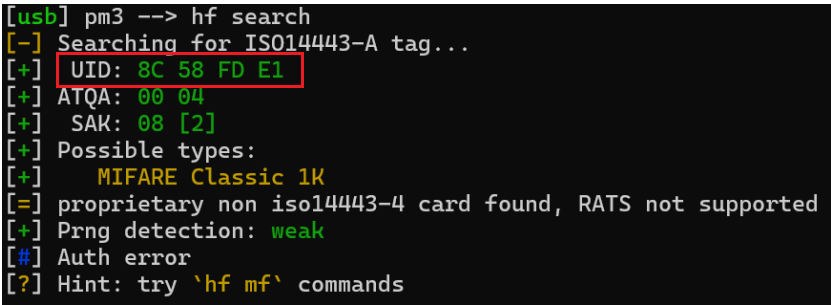 [usb] pm3 --> hf search
[-] Searching for ISO14443-A tag...
[+]  UID: 8C 58 FD E1
[+] ATQA: 00 04
[+]  SAK: 08 [2]
[+] Possible types:
[+]    MIFARE Classic 1K
[=] proprietary non iso14443-4 card found, RATS not supported
[+] Prng detection: weak
[#] Auth error
[?] Hint: try `hf mf` commands